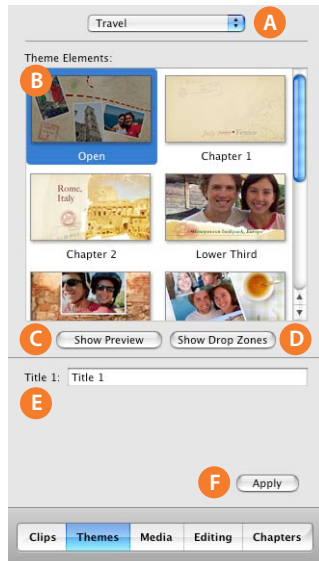 Travel
A
Theme Elements:
B
Open
Chapter 1
Rome,
Italy
Chapter 2
Lower Third
C
Show Preview
Show Drop Zones
D
Title 1:
Title 1
E
F
Apply
Clips
Themes
Media
Editing
Chapters